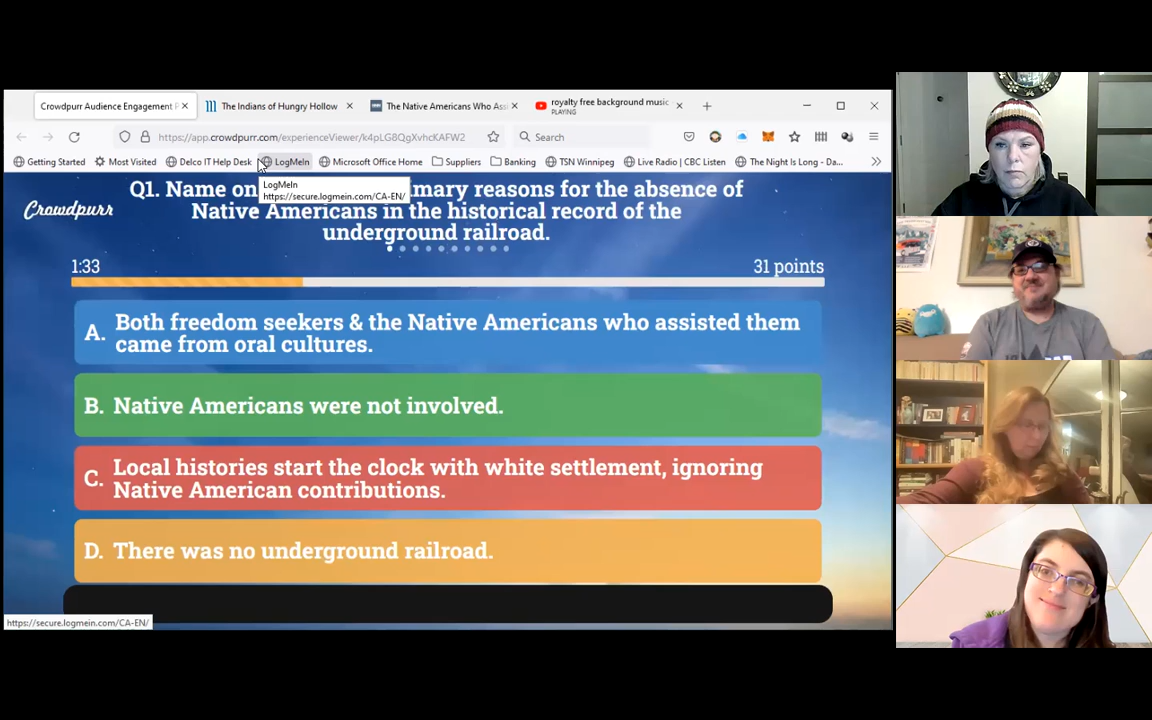 Crowdpurr Audience Engagement P
The Indians of Hungry Hollow
The Native Americans Who Assi
royalty free background music
PLAYING
https://app.crowdpurr.com/experienceViewer/k4pLG8QgXvhcKAFW2
Search
Getting Started
Most Visited
Delco IT Help Desk
LogMeIn
Microsoft Office Home
Suppliers
Banking
TSN Winnipeg
Live Radio | CBC Listen
The Night Is Long - Da...
LogMeIn
https://secure.logmein.com/CA-EN/
Crowdpurr
Q1. Name on mary reasons for the absence of
Native Americans in the historical record of the
underground railroad.
1:33
31 points
A. Both freedom seekers & the Native Americans who assisted them
came from oral cultures.
B. Native Americans were not involved.
C. Local histories start the clock with white settlement, ignoring
Native American contributions.
D. There was no underground railroad.
https://secure.logmein.com/CA-EN/